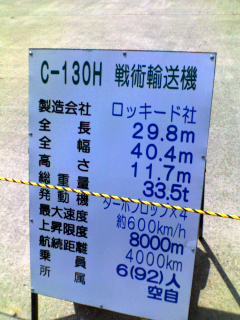 C-130H 戦術輸送機
製造会社 ロッキード社
全長 29.8m
全幅 40.4m
高さ 11.7m
総重量 33.5t
発動機 ターボプロップ×4
最大速度 約600km/h
上昇限度 8000m
航続距離 4000km
乗員 6(92)人
所属 空自